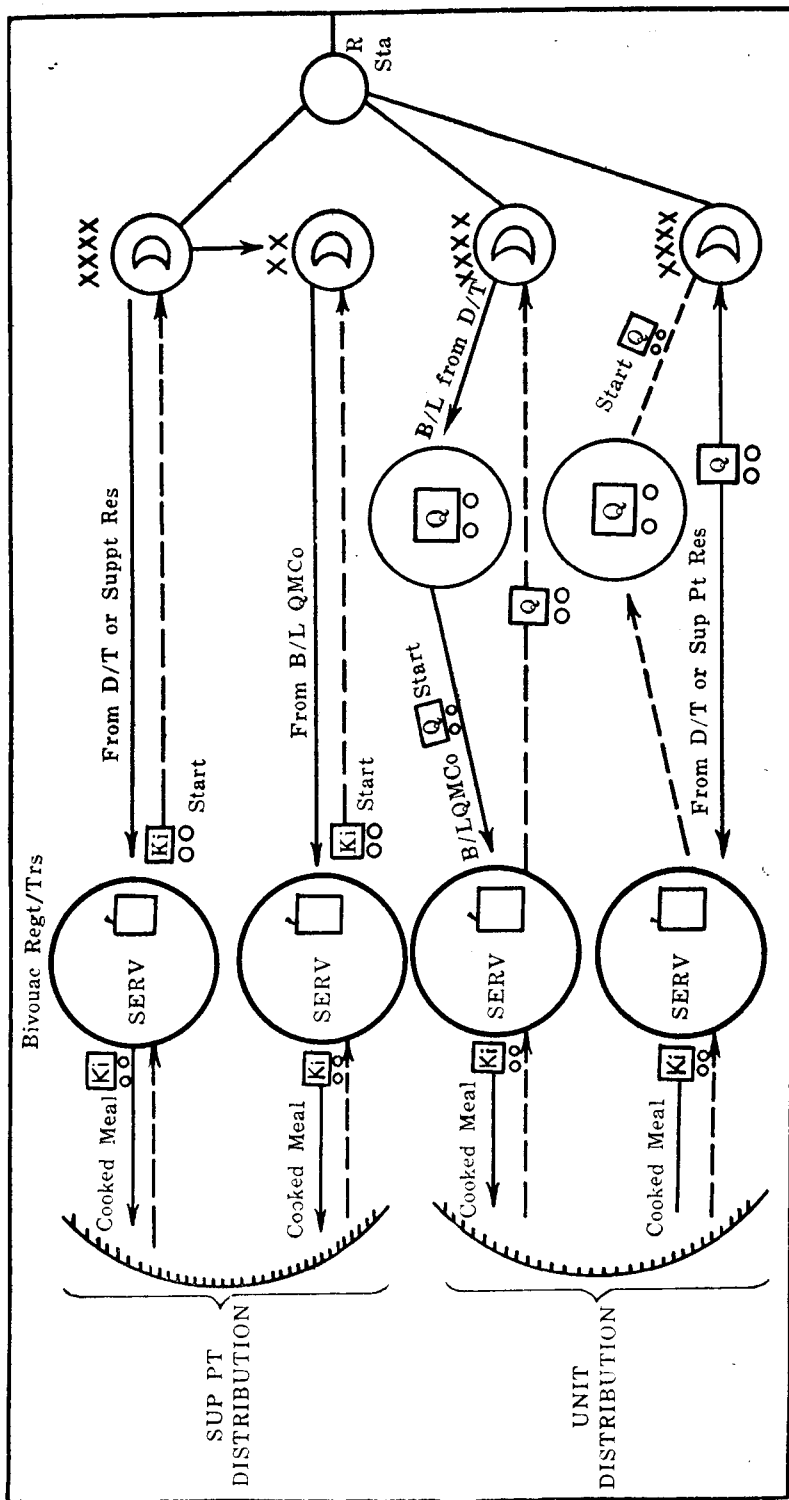 Bivouac Regt/Trs
R
Sta
XXXX
From D/T or Suppt Res
Ki
Start
SERV
Ki
Cooked Meal
XX
From B/L QMCo
Ki
Start
SERV
Ki
Cooked Meal
SUP PT
DISTRIBUTION
XXXX
B/L from D/T
Q
Q
Start
B/LQMCo
Q
SERV
Ki
Cooked Meal
XXXX
Start
Q
Q
Q
From D/T or Sup Pt Res
SERV
Ki
Cooked Meal
UNIT
DISTRIBUTION